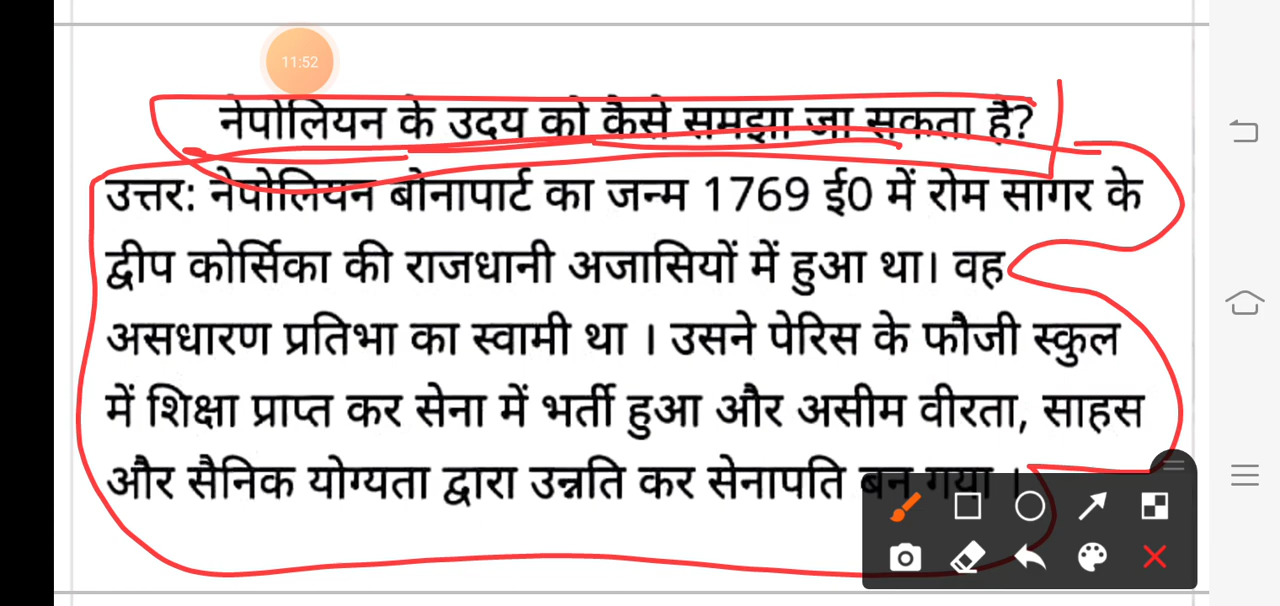 11:52
नेपोलियन के उदय को कैसे समझा जा सकता है?
उत्तर: नेपोलियन बोनापार्ट का जन्म 1769 ई0 में रोम सागर के
द्वीप कोर्सिका की राजधानी अजासियों में हुआ था। वह
असधारण प्रतिभा का स्वामी था । उसने पेरिस के फौजी स्कुल
में शिक्षा प्राप्त कर सेना में भर्ती हुआ और असीम वीरता, साहस
और सैनिक योग्यता द्वारा उन्नति कर सेनापति बन गया ।